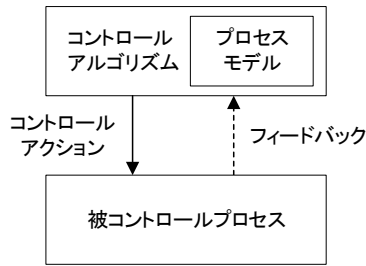 コントロール
アルゴリズム
プロセス
モデル
コントロール
アクション
フィードバック
被コントロールプロセス